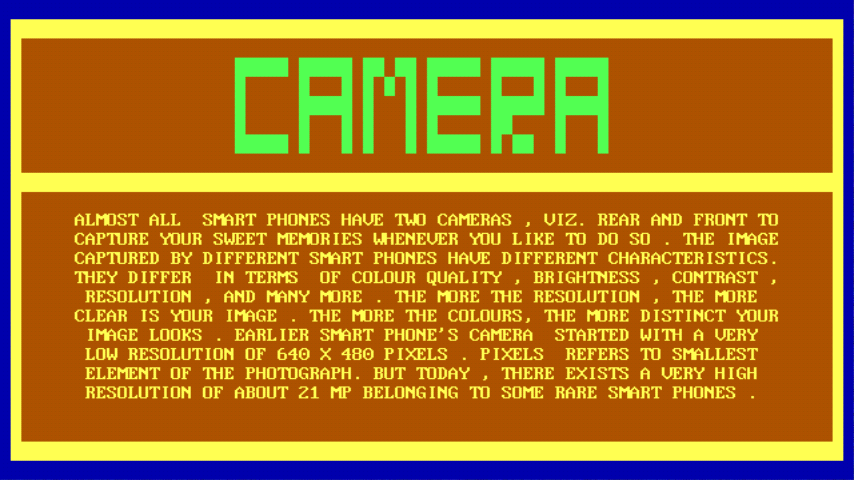 CAMERA
ALMOST ALL  SMART PHONES HAVE TWO CAMERAS , VIZ. REAR AND FRONT TO
CAPTURE YOUR SWEET MEMORIES WHENEVER YOU LIKE TO DO SO . THE IMAGE
CAPTURED BY DIFFERENT SMART PHONES HAVE DIFFERENT CHARACTERISTICS.
THEY DIFFER  IN TERMS  OF COLOUR QUALITY , BRIGHTNESS , CONTRAST ,
RESOLUTION , AND MANY MORE . THE MORE THE RESOLUTION , THE MORE
CLEAR IS YOUR IMAGE . THE MORE THE COLOURS, THE MORE DISTINCT YOUR
IMAGE LOOKS . EARLIER SMART PHONE'S CAMERA  STARTED WITH A VERY
LOW RESOLUTION OF 640 X 480 PIXELS . PIXELS  REFERS TO SMALLEST
ELEMENT OF THE PHOTOGRAPH. BUT TODAY , THERE EXISTS A VERY HIGH
RESOLUTION OF ABOUT 21 MP BELONGING TO SOME RARE SMART PHONES .